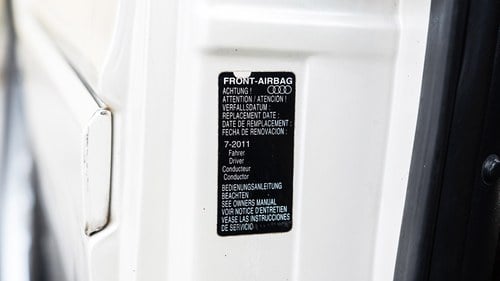 FRONT-AIRBAG
ACHTUNG !
ATTENTION / ATENCION !
VERFALLSDATUM :
REPLACEMENT DATE :
DATE DE REMPLACEMENT :
FECHA DE RENOVACION :
7-2011
Fahrer
Driver
Conducteur
Conductor
BEDIENUNGSANLEITUNG
BEACHTEN
SEE OWNERS MANUAL
VOIR NOTICE D'ENTRETIEN
VEASE LAS INSTRUCCIONES
DE SERVICIO